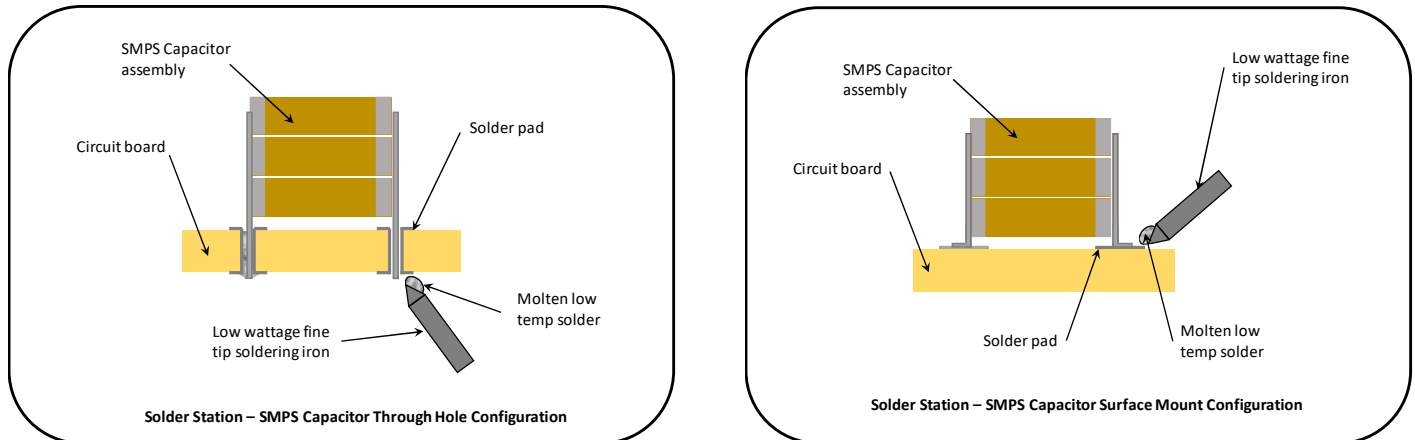 SMPS Capacitor
assembly
Solder pad
Circuit board
Molten low
temp solder
Low wattage fine
tip soldering iron
Solder Station – SMPS Capacitor Through Hole Configuration
Low wattage fine
tip soldering iron
SMPS Capacitor
assembly
Circuit board
Solder pad
Molten low
temp solder
Solder Station – SMPS Capacitor Surface Mount Configuration